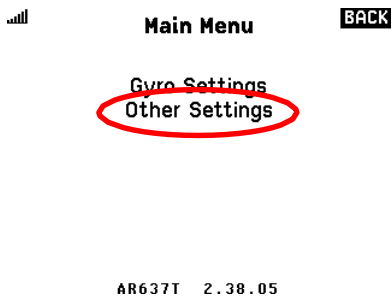 Main Menu
BACK
Gyro Settings
Other Settings
AR637T 2.38.05